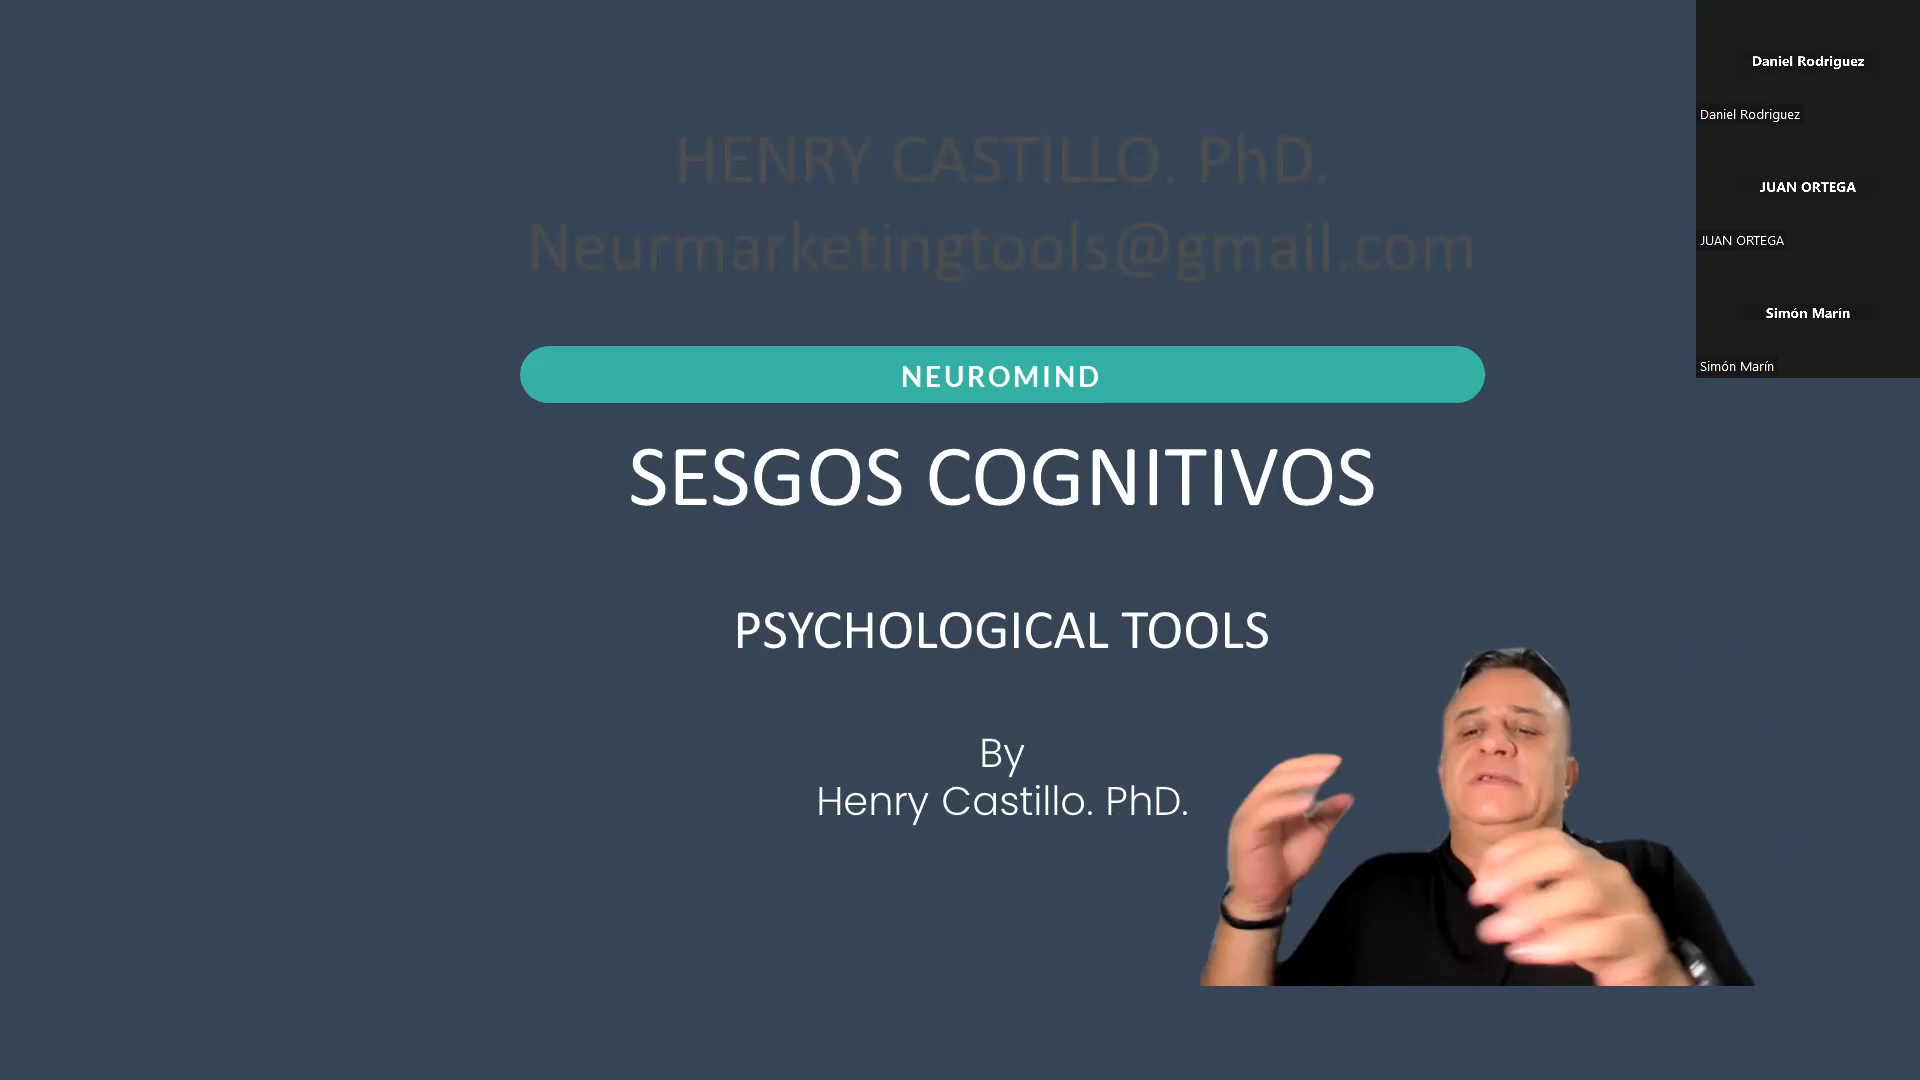 HENRY CASTILLO. PhD.
Neurmarketingtools@gmail.com
NEUROMIND
SESGOS COGNITIVOS
PSYCHOLOGICAL TOOLS
By
Henry Castillo. PhD.
Daniel Rodriguez
Daniel Rodriguez
JUAN ORTEGA
JUAN ORTEGA
Simón Marín
Simón Marín